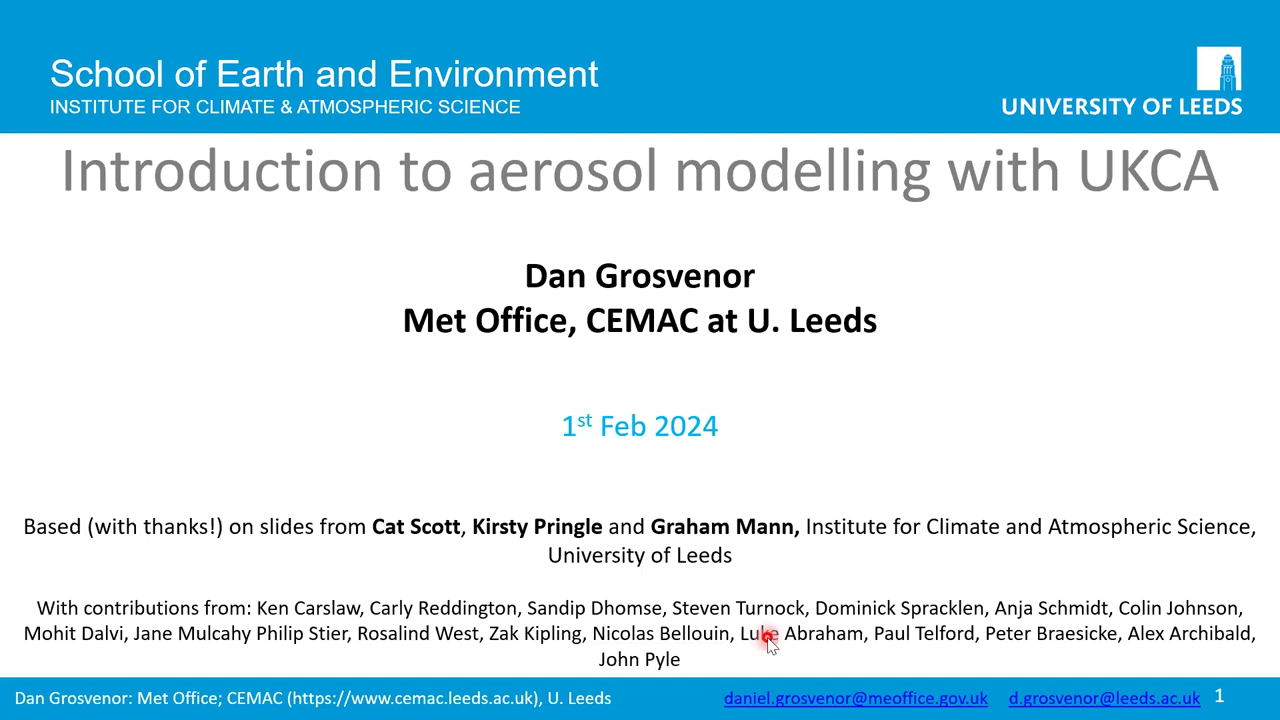 School of Earth and Environment
INSTITUTE FOR CLIMATE & ATMOSPHERIC SCIENCE
UNIVERSITY OF LEEDS
Introduction to aerosol modelling with UKCA
Dan Grosvenor
Met Office, CEMAC at U. Leeds
1st Feb 2024
Based (with thanks!) on slides from Cat Scott, Kirsty Pringle and Graham Mann, Institute for Climate and Atmospheric Science,
University of Leeds
With contributions from: Ken Carslaw, Carly Reddington, Sandip Dhomse, Steven Turnock, Dominick Spracklen, Anja Schmidt, Colin Johnson,
Mohit Dalvi, Jane Mulcahy Philip Stier, Rosalind West, Zak Kipling, Nicolas Bellouin, Luke Abraham, Paul Telford, Peter Braesicke, Alex Archibald,
John Pyle
Dan Grosvenor: Met Office; CEMAC (https://www.cemac.leeds.ac.uk), U. Leeds daniel.grosvenor@meoffice.gov.uk d.grosvenor@leeds.ac.uk 1